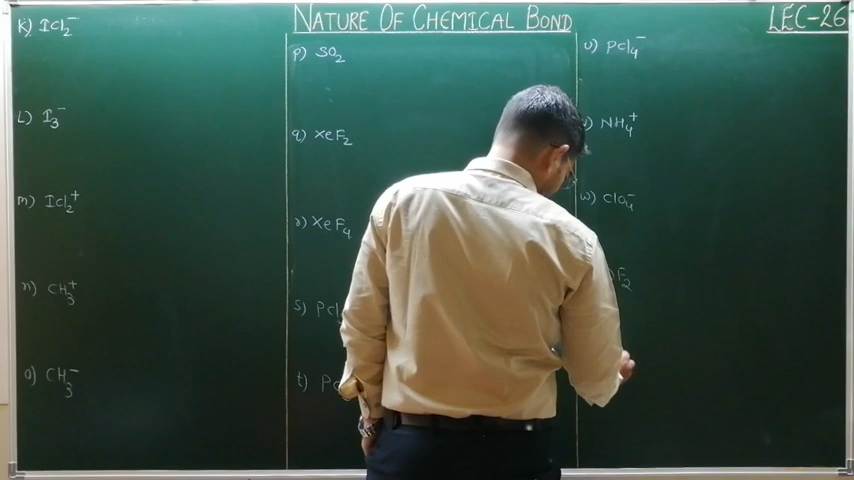 NATURE OF CHEMICAL BOND
LEC-26
K) ICl₂⁻
L) I₃⁻
m) ICl₂⁺
n) CH₃⁺
o) CH₃⁻
p) SO₂
q) XeF₂
r) XeF₄
s) PCl
t)
u) PCl₄⁻
) NH₄⁺
w) ClO₄⁻
F₂